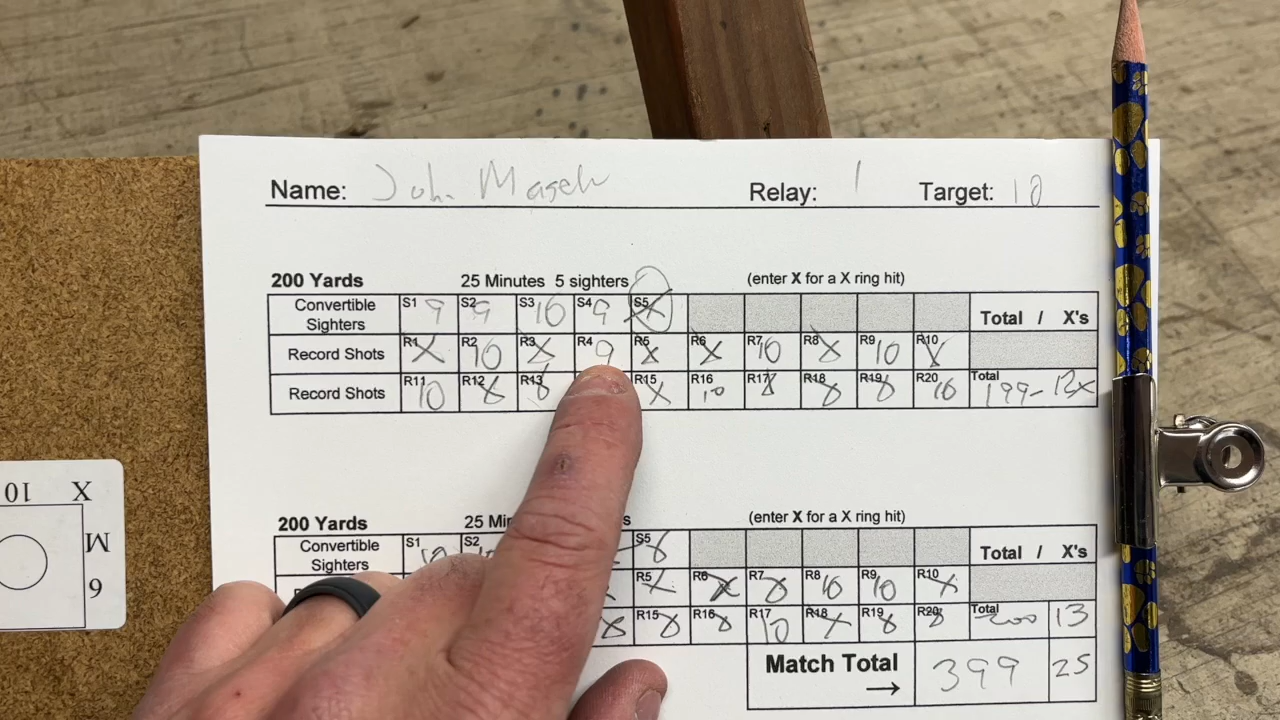 Name: John Masek Relay: 1 Target: 10
200 Yards 25 Minutes 5 sighters (enter X for a X ring hit)
Convertible Sighters S1 9 S2 9 S3 10 S4 9 S5 X Total / X's
Record Shots R1 X R2 10 R3 X R4 9 R5 X R6 X R7 10 R8 X R9 10 R10 X
Record Shots R11 10 R12 X R13 X R15 X R16 10 R17 X R18 X R19 X R20 10 Total 199-12X
200 Yards 25 (enter X for a X ring hit)
Convertible Sighters S1 10 S2 S5 X Total / X's
R5 X R6 X R7 X R8 10 R9 10 R10 X
X R15 X R16 X R17 10 R18 X R19 X R20 X Total 200 13
Match Total → 399 25
10 X
M
9